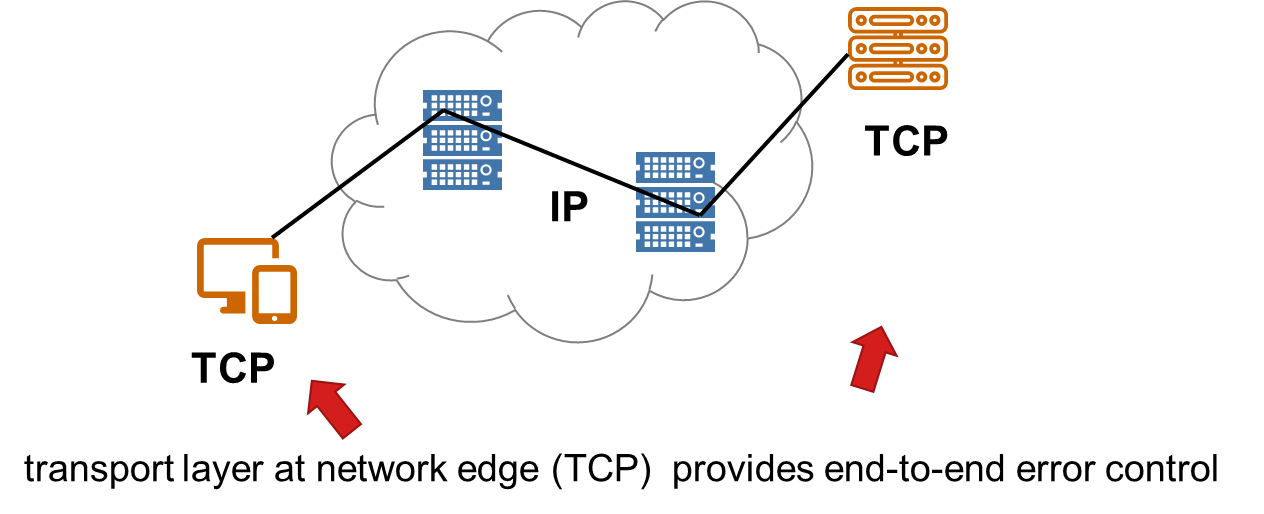 TCP
IP
TCP
transport layer at network edge (TCP) provides end-to-end error control